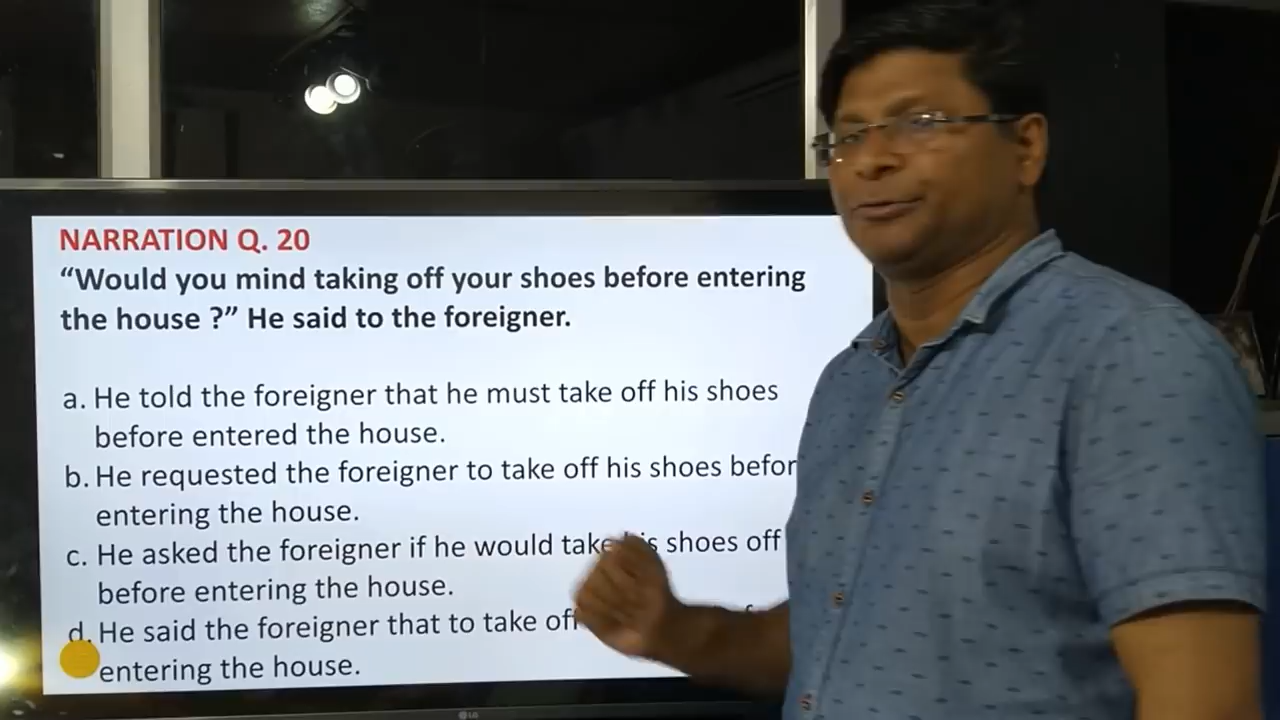 NARRATION Q. 20
“Would you mind taking off your shoes before entering
the house ?” He said to the foreigner.
a. He told the foreigner that he must take off his shoes
before entered the house.
b. He requested the foreigner to take off his shoes befor
entering the house.
c. He asked the foreigner if he would take shoes off
before entering the house.
d. He said the foreigner that to take off
entering the house.
LG